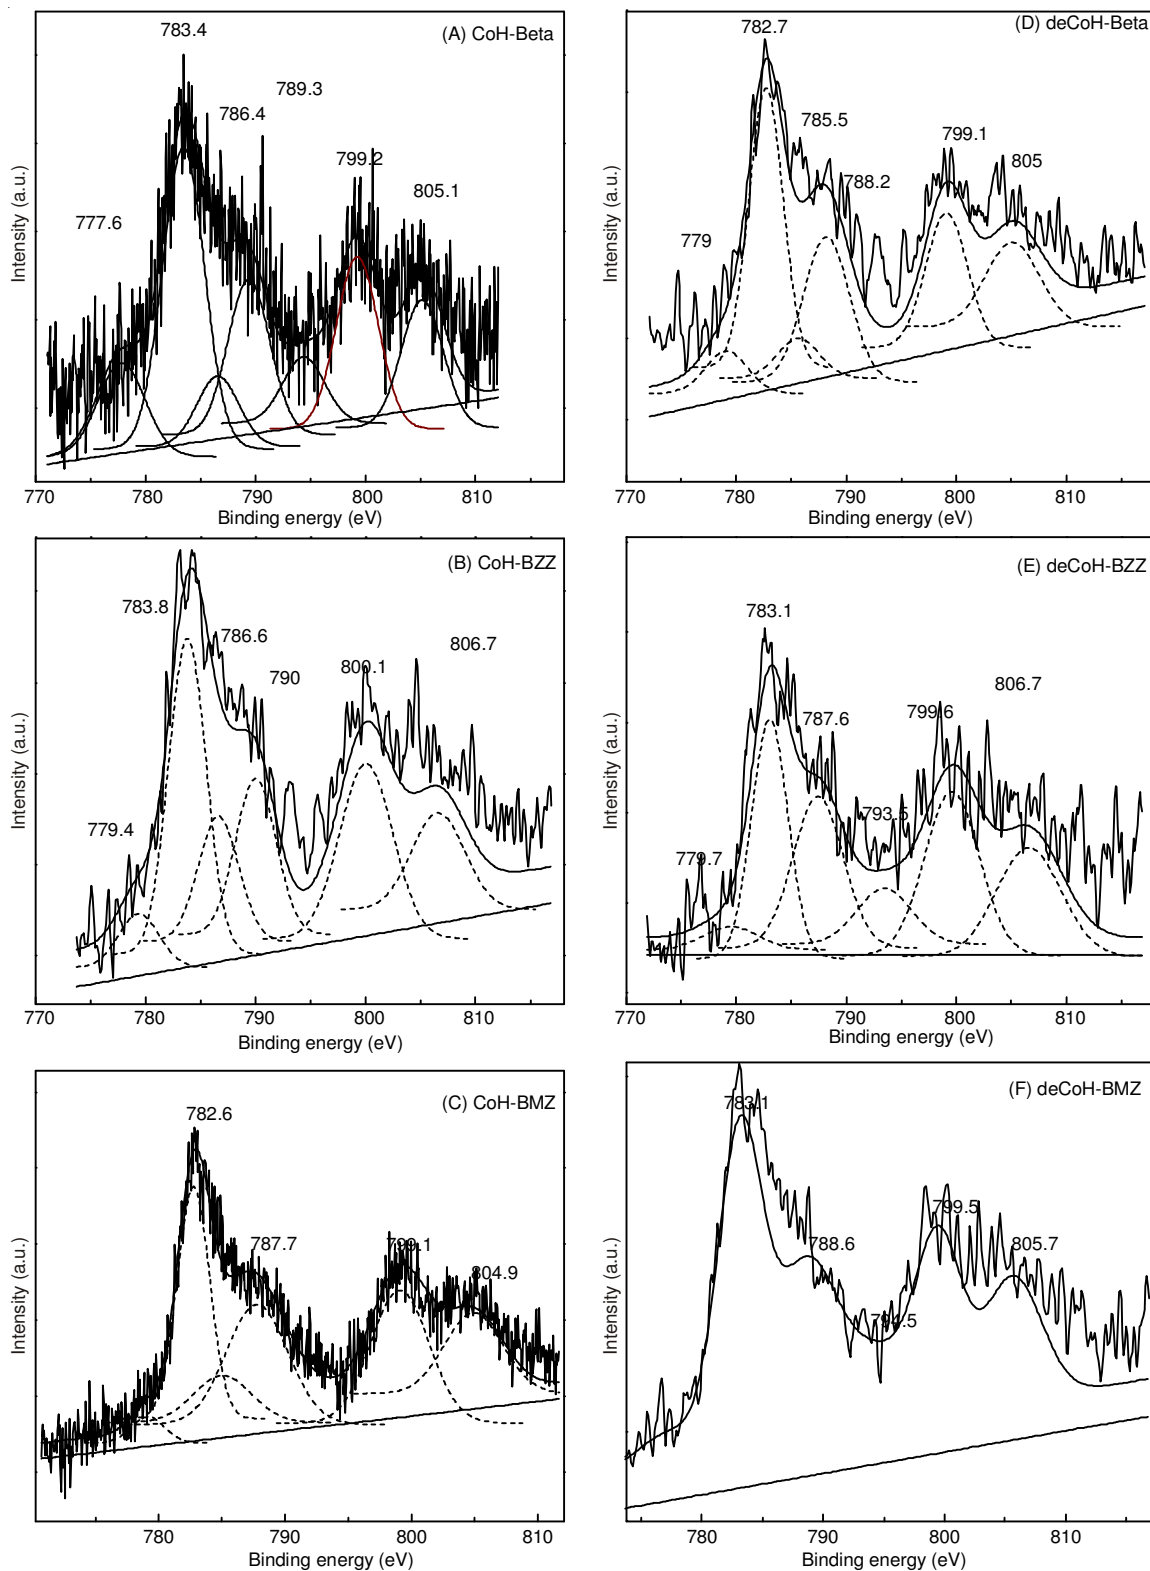 (A) CoH-Beta
783.4
789.3
786.4
799.2
805.1
777.6
Intensity (a.u.)
770 780 790 800 810
Binding energy (eV)
(D) deCoH-Beta
782.7
785.5
799.1
805
788.2
779
Intensity (a.u.)
770 780 790 800 810
Binding energy (eV)
(B) CoH-BZZ
783.8
786.6
806.7
790
800.1
779.4
Intensity (a.u.)
770 780 790 800 810
Binding energy (eV)
(E) deCoH-BZZ
783.1
806.7
787.6
799.6
793.5
779.7
Intensity (a.u.)
770 780 790 800 810
Binding energy (eV)
(C) CoH-BMZ
782.6
787.7
799.1
804.9
Intensity (a.u.)
780 790 800 810
Binding energy (eV)
(F) deCoH-BMZ
783.1
799.5
788.6
805.7
794.5
Intensity (a.u.)
780 790 800 810
Binding energy (eV)